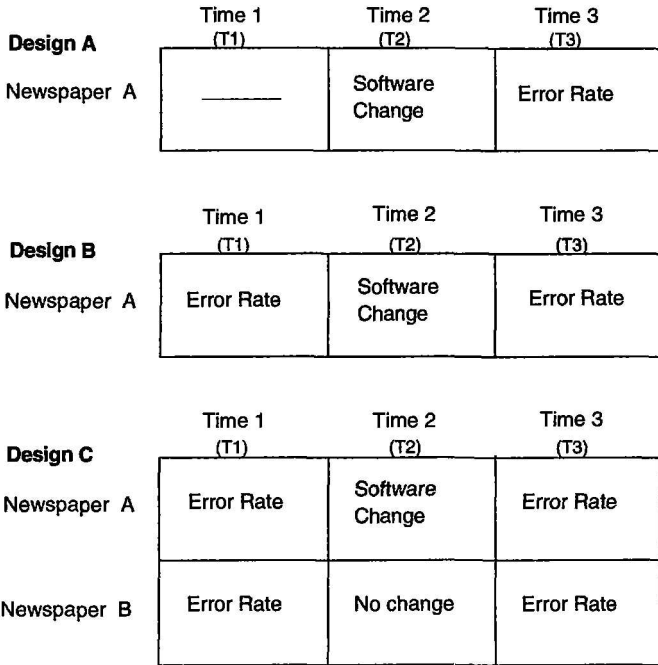 Time 1 Time 2 Time 3
Design A (T1) (T2) (T3)
Newspaper A Software Change Error Rate
Time 1 Time 2 Time 3
Design B (T1) (T2) (T3)
Newspaper A Error Rate Software Change Error Rate
Time 1 Time 2 Time 3
Design C (T1) (T2) (T3)
Newspaper A Error Rate Software Change Error Rate
Newspaper B Error Rate No change Error Rate